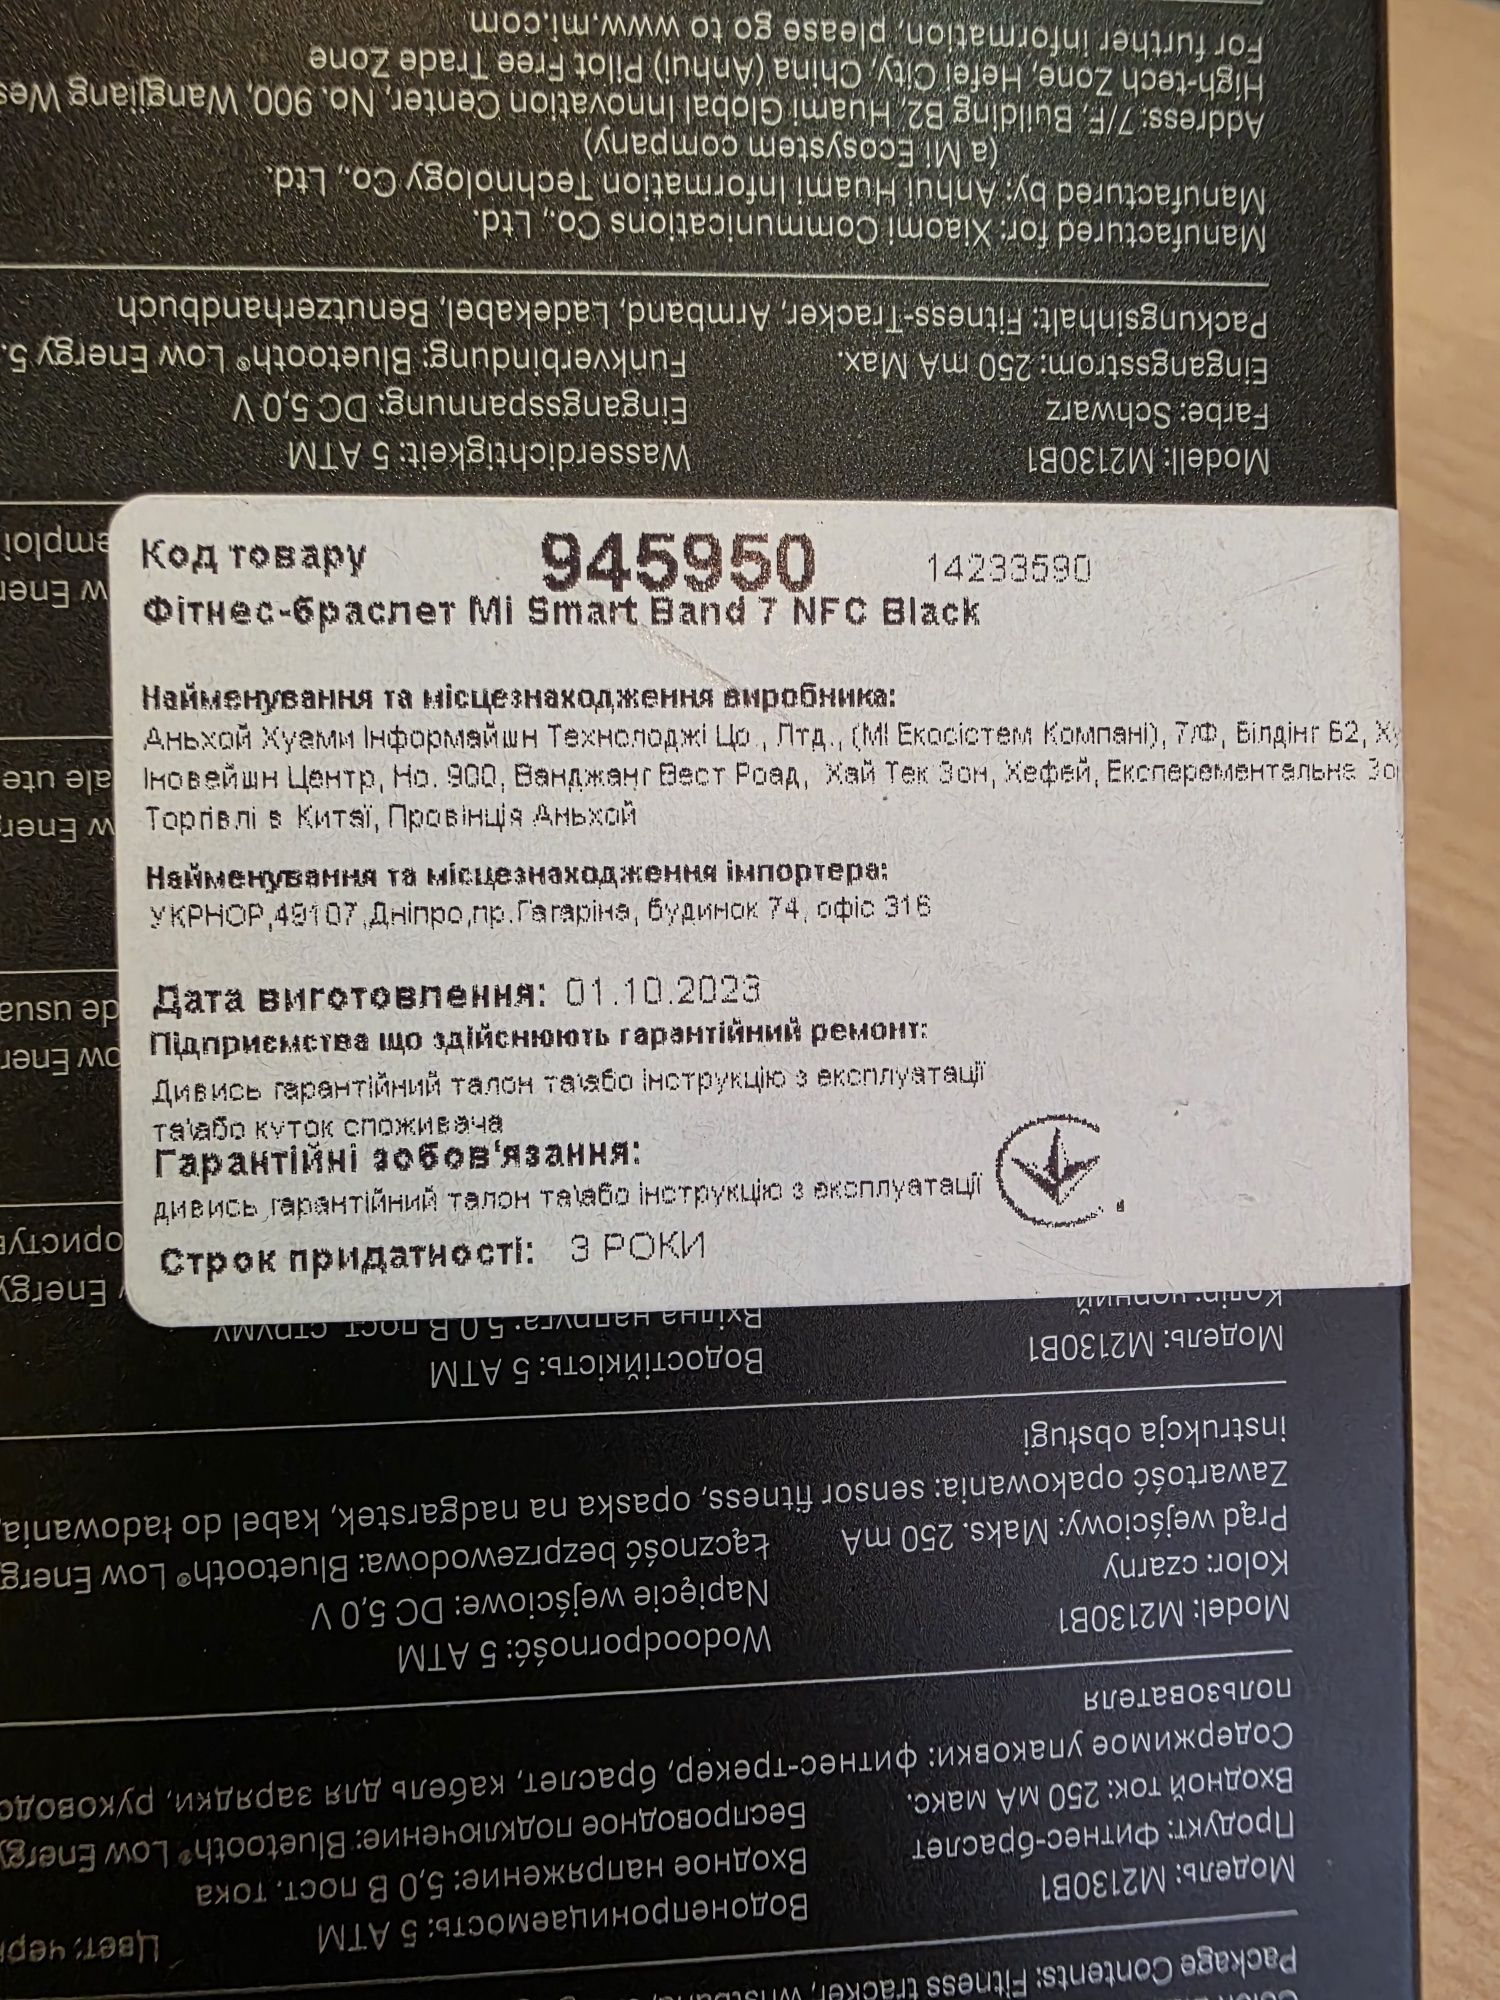 Код товару 945950 14233590
Фітнес-браслет Mi Smart Band 7 NFC Black
Найменування та місцезнаходження виробника:
Аньхой Хуами Інформайшн Технолоджі Цо., Лтд., (МІ Екосістем Компані), 7/Ф, Білдінг Б2,
Іновейшн Центр, Но. 900, Ванджанг Вест Роад, Хай Тек Зон, Хефей, Експерементальна
Торгівлі в Китаї, Провінція Аньхой
Найменування та місцезнаходження імпортера:
УКРНОР,49107,Дніпро,пр.Гагаріна, будинок 74, офіс 316
Дата виготовлення: 01.10.2023
Підприємства що здійснюють гарантійний ремонт:
Дивись гарантійний талон та\або інструкцію з експлуатації
та\або куток споживача
Гарантійні зобов'язання:
дивись гарантійний талон та\або інструкцію з експлуатації
Строк придатності: 3 РОКИ
Package Contents: Fitness tracker,
Модель: M2130B1 Водонепроницаемость: 5 ATM Цвет:
Продукт: Фитнес-браслет Входное напряжение: 5,0 В пост. тока
Входной ток: 250 мА макс. Беспроводное подключение: Bluetooth® Low Energy
Содержимое упаковки: фитнес-трекер, браслет, кабель для зарядки,
пользователя
Model: M2130B1 Wodoodporność: 5 ATM
Kolor: czarny Napięcie wejściowe: DC 5,0 V
Prąd wejściowy: Maks. 250 mA Łączność bezprzewodowa: Bluetooth® Low
Zawartość opakowania: sensor fitness, opaska na nadgarstek, kabel do ładowania,
instrukcja obsługi
Модель: M2130B1 Водостійкість: 5 ATM
Колір: чорний Вхідна напруга: 5,0 В пост. струму
Energy
Modell: M2130B1 Wasserdichtigkeit: 5 ATM
Farbe: Schwarz Eingangsspannung: DC 5,0 V
Eingangsstrom: 250 mA Max. Funkverbindung: Bluetooth® Low Energy 5.
Packungsinhalt: Fitness-Tracker, Armband, Ladekabel, Benutzerhandbuch
Manufactured for: Xiaomi Communications Co., Ltd.
Manufactured by: Anhui Huami Information Technology Co., Ltd.
(a Mi Ecosystem company)
Address: 7/F, Building B2, Huami Global Innovation Center, No. 900, Wangjiang
High-tech Zone, Hefei City, China (Anhui) Pilot Free Trade Zone
For further information, please go to www.mi.com